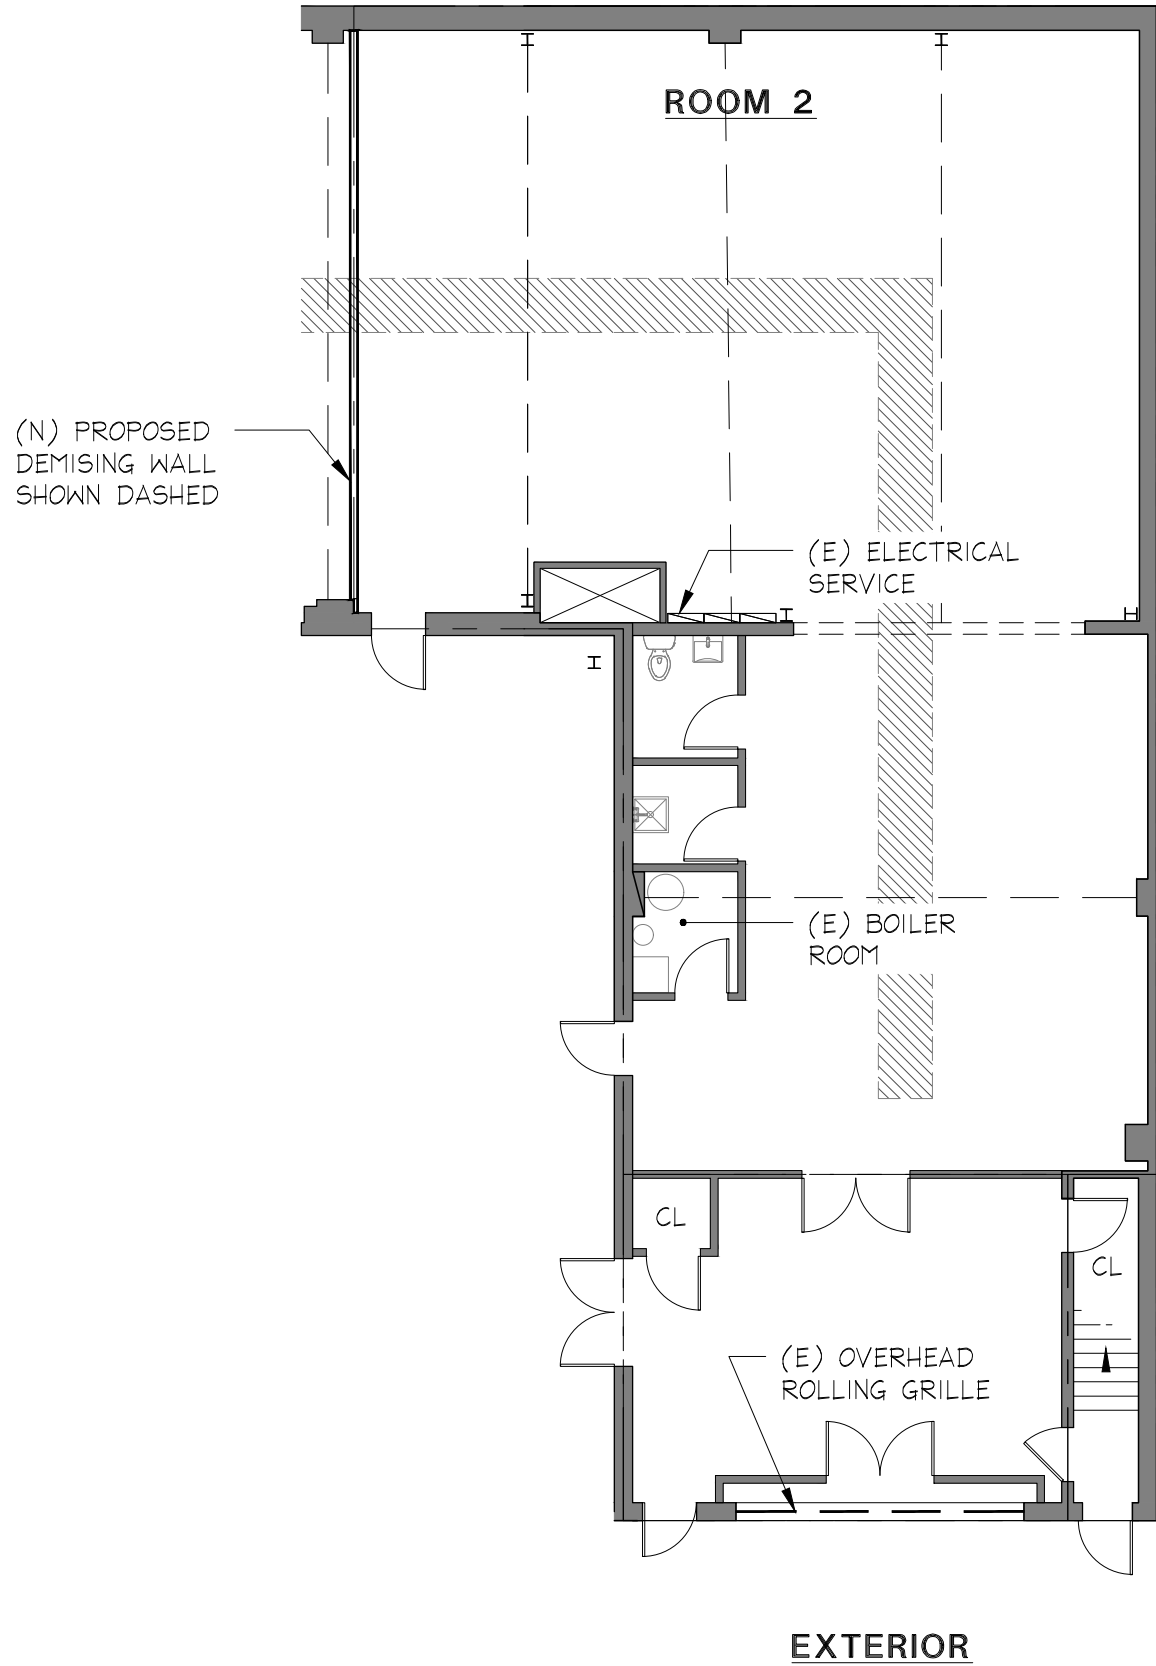 ROOM 2
(N) PROPOSED
DEMISING WALL
SHOWN DASHED
(E) ELECTRICAL
SERVICE
(E) BOILER
ROOM
CL
CL
(E) OVERHEAD
ROLLING GRILLE
EXTERIOR